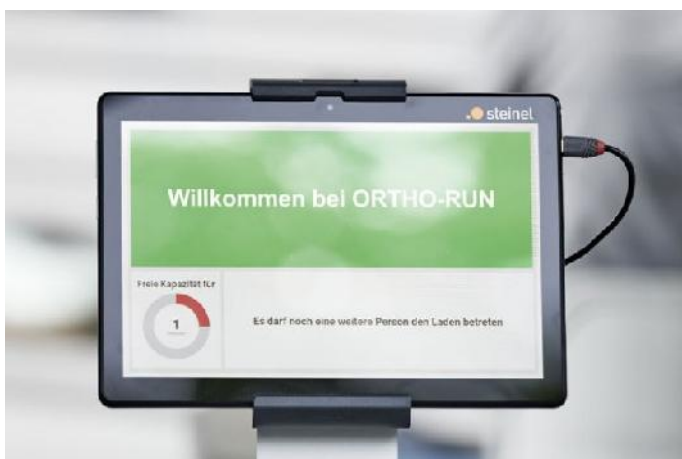 steinel
Willkommen bei ORTHO-RUN
Freie Kapazität für
1
Es darf noch eine weitere Person den Laden betreten